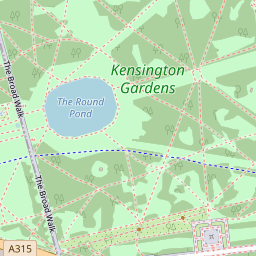 The Broad Walk
Kensington
Gardens
The Round
Pond
The Broad Walk
A315